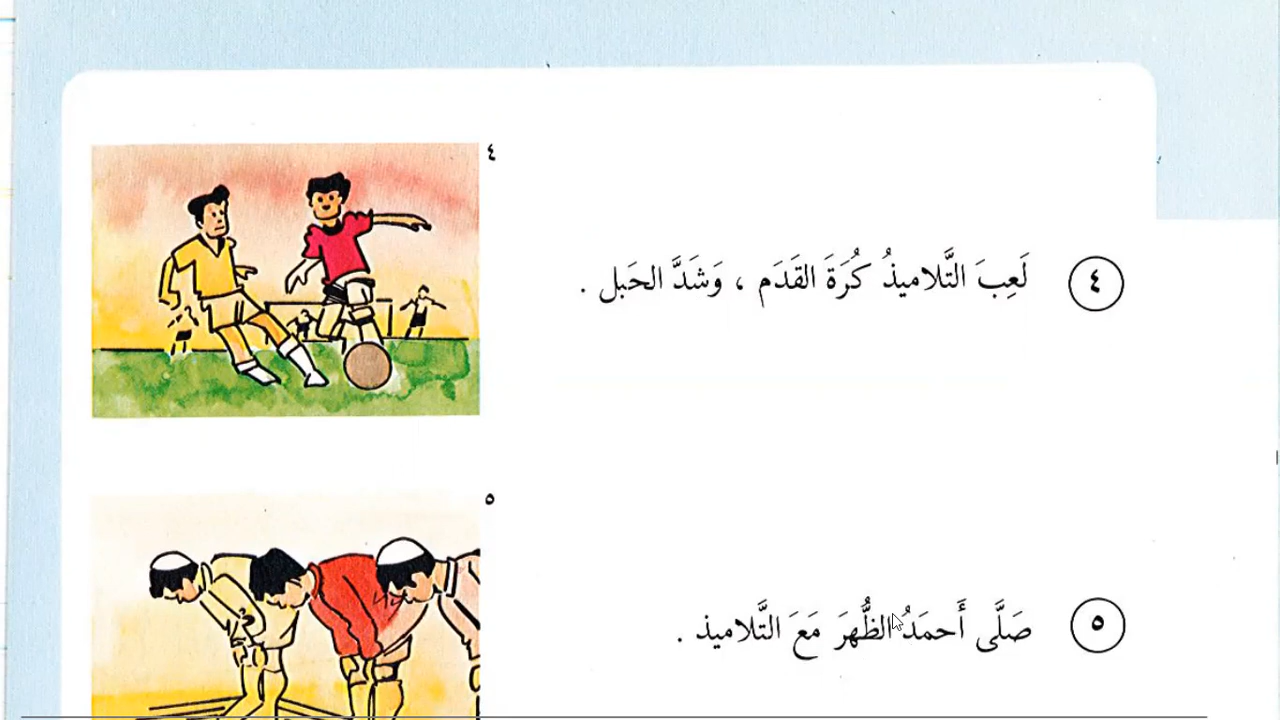 ٤
٤ لَعِبَ التَّلاميذُ كُرَةَ القَدَم ، وَشَدَّ الحَبل .
٥
٥ صَلَّى أَحمَدُ الظُّهرَ مَعَ التَّلاميذ .